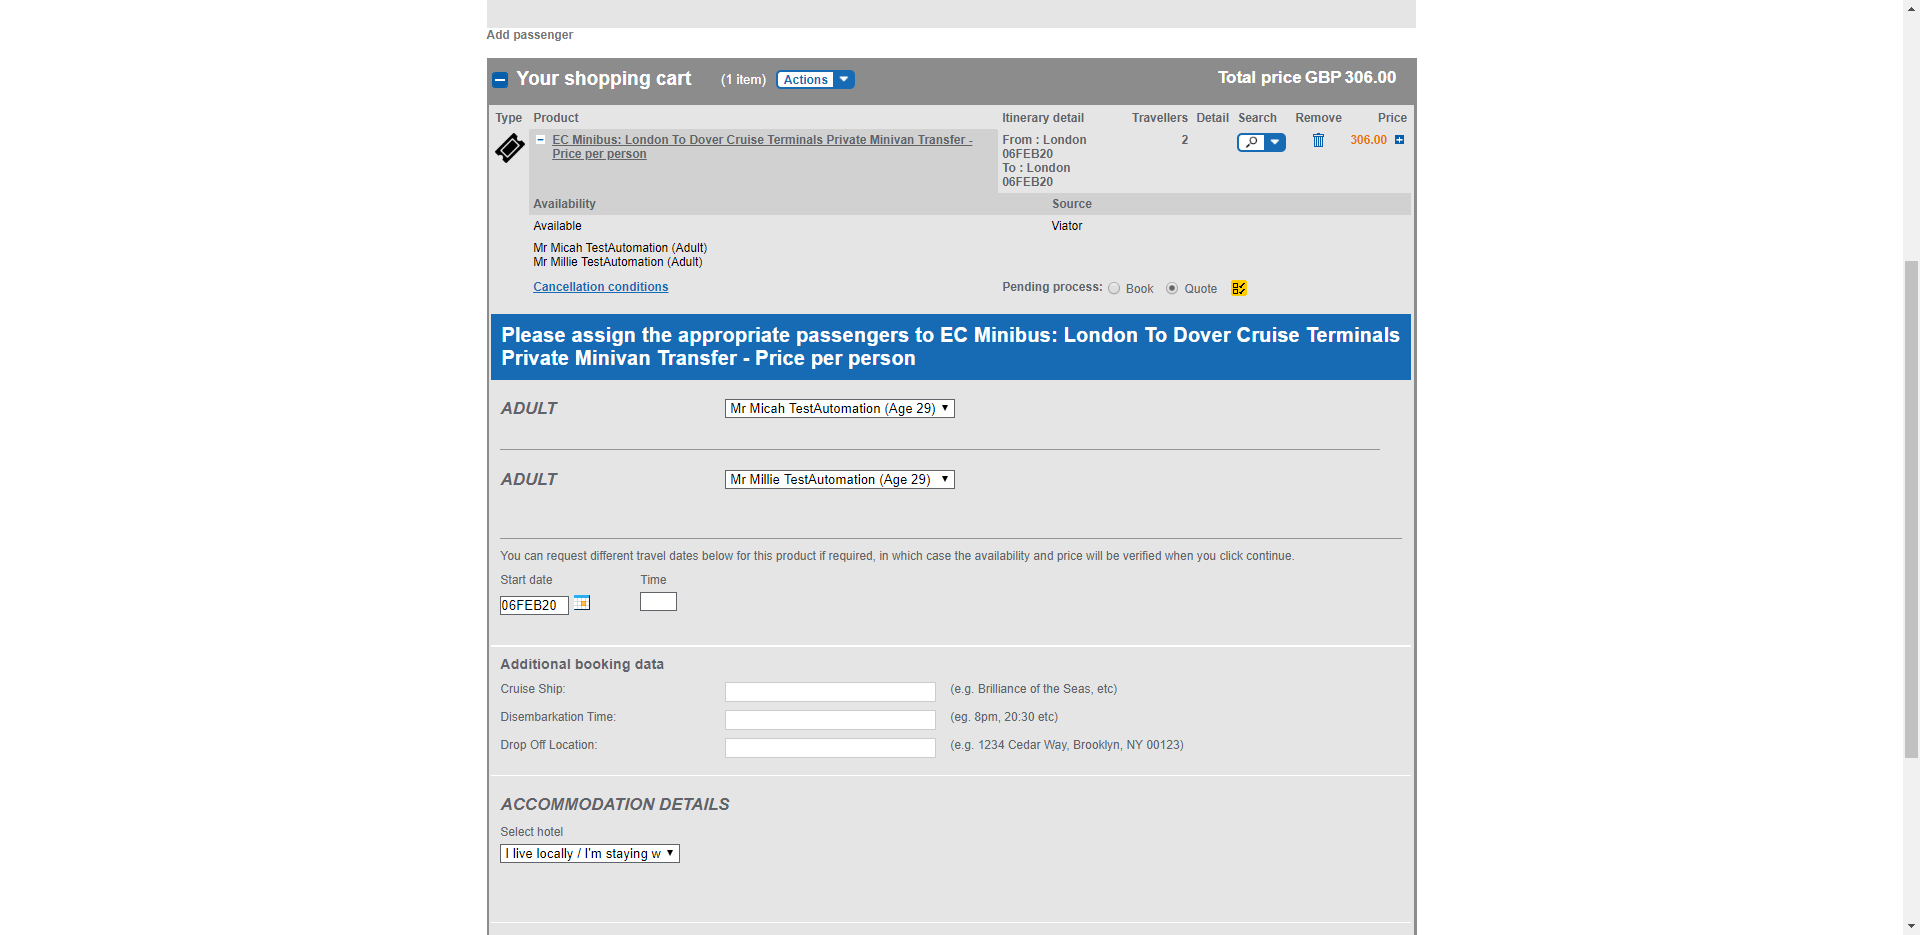 Add passenger
Your shopping cart (1 item) Actions Total price GBP 306.00
Type Product Itinerary detail Travellers Detail Search Remove Price
EC Minibus: London To Dover Cruise Terminals Private Minivan Transfer - From : London 2 306.00
Price per person 06FEB20
To : London
06FEB20
Availability Source
Available Viator
Mr Micah TestAutomation (Adult)
Mr Millie TestAutomation (Adult)
Cancellation conditions Pending process: Book Quote
Please assign the appropriate passengers to EC Minibus: London To Dover Cruise Terminals
Private Minivan Transfer - Price per person
ADULT Mr Micah TestAutomation (Age 29)
ADULT Mr Millie TestAutomation (Age 29)
You can request different travel dates below for this product if required, in which case the availability and price will be verified when you click continue.
Start date Time
06FEB20
Additional booking data
Cruise Ship: (e.g. Brilliance of the Seas, etc)
Disembarkation Time: (eg. 8pm, 20:30 etc)
Drop Off Location: (e.g. 1234 Cedar Way, Brooklyn, NY 00123)
ACCOMMODATION DETAILS
Select hotel
I live locally / I'm staying w